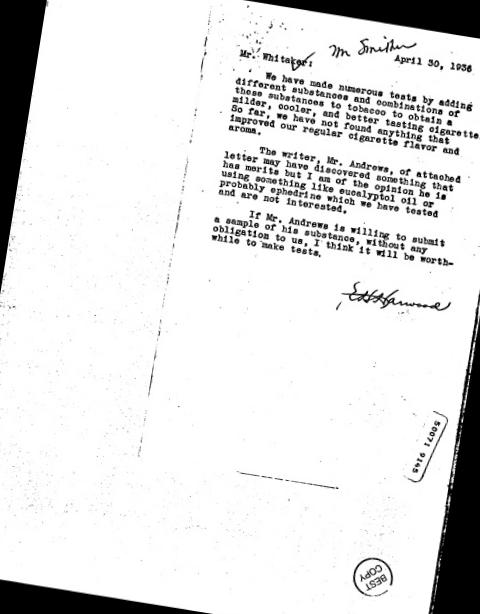 Mr. Smither
April 30, 1936
Mr. Whitaker:
We have made numerous tests by adding
different substances and combinations of
these substances to tobacco to obtain a
milder, cooler, and better tasting cigarette.
So far, we have not found anything that
improved our regular cigarette flavor and
aroma.
The writer, Mr. Andrews, of attached
letter may have discovered something that
has merits but I am of the opinion he is
using something like eucalyptol oil or
probably ephedrine which we have tested
and are not interested.
If Mr. Andrews is willing to submit
a sample of his substance, without any
obligation to us, I think it will be worth-
while to make tests.
EHHarwood
50071 9145
BEST
COPY